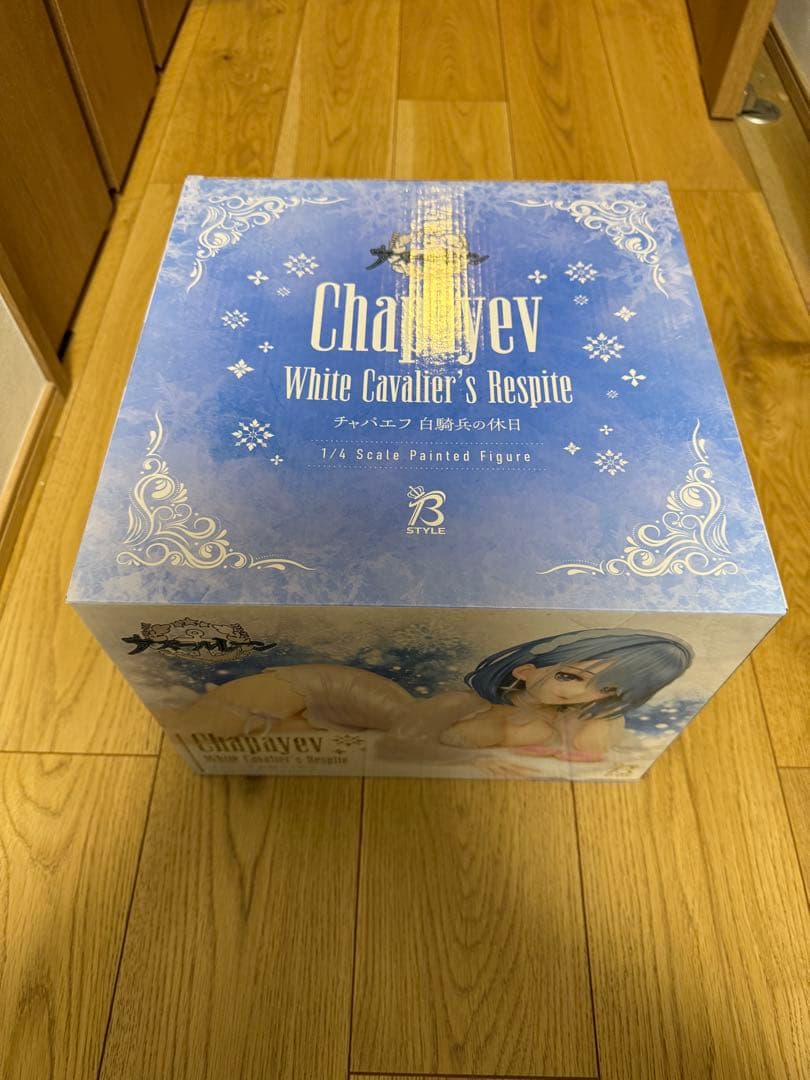 Chapayev
White Cavalier's Respite
チャパエフ 白騎兵の休日
1/4 Scale Painted Figure
B
STYLE
Chapayev
White Cavalier's Respite
B